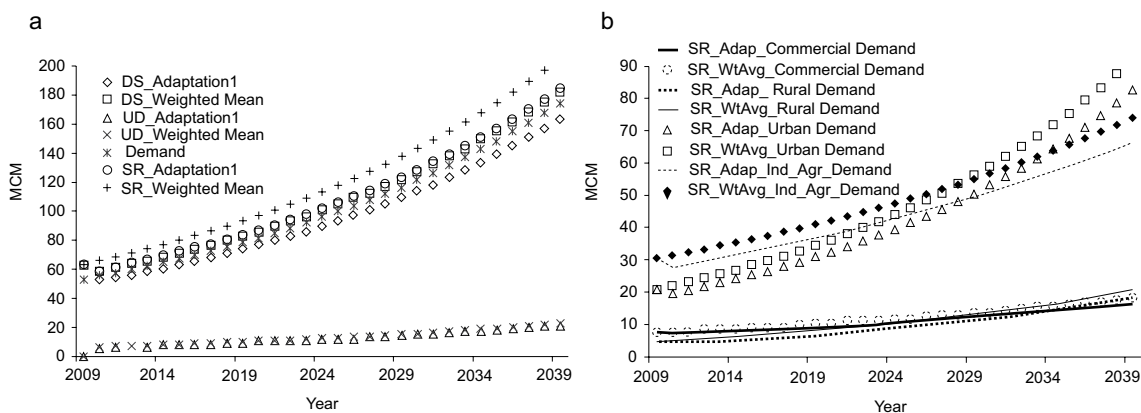 a
200
180
160
140
120
100
80
60
40
20
0
MCM
DS_Adaptation1
DS_Weighted Mean
UD_Adaptation1
UD_Weighted Mean
Demand
SR_Adaptation1
SR_Weighted Mean
2009 2014 2019 2024 2029 2034 2039
Year
b
90
80
70
60
50
40
30
20
10
0
MCM
SR_Adap_Commercial Demand
SR_WtAvg_Commercial Demand
SR_Adap_ Rural Demand
SR_WtAvg_Rural Demand
SR_Adap_Urban Demand
SR_WtAvg_Urban Demand
SR_Adap_Ind_Agr_Demand
SR_WtAvg_Ind_Agr_Demand
2009 2014 2019 2024 2029 2034 2039
Year